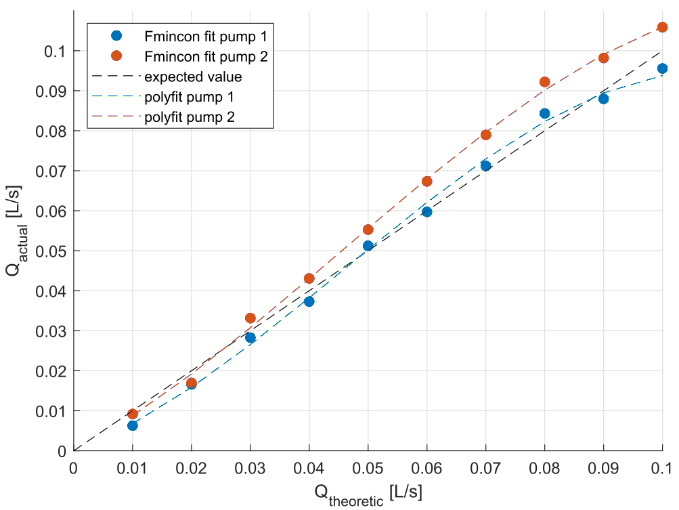 Fmincon fit pump 1
Fmincon fit pump 2
expected value
polyfit pump 1
polyfit pump 2
0.1
0.09
0.08
0.07
0.06
0.05
0.04
0.03
0.02
0.01
0
Qactual [L/s]
0 0.01 0.02 0.03 0.04 0.05 0.06 0.07 0.08 0.09 0.1
Qtheoretic [L/s]